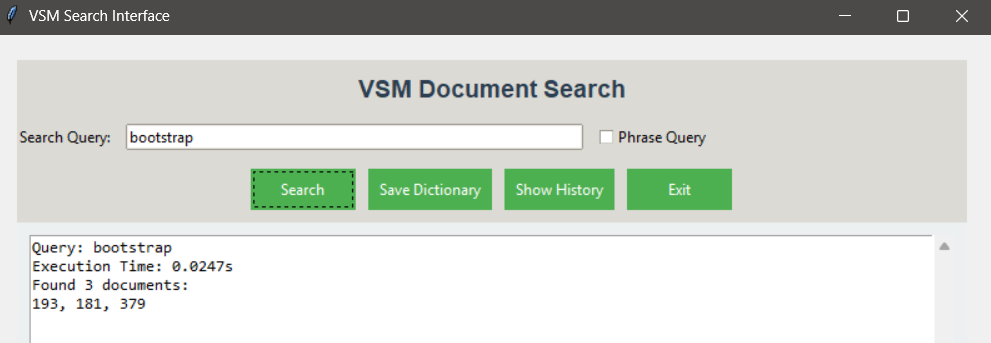 VSM Search Interface
VSM Document Search
Search Query: bootstrap Phrase Query
Search Save Dictionary Show History Exit
Query: bootstrap
Execution Time: 0.0247s
Found 3 documents:
193, 181, 379